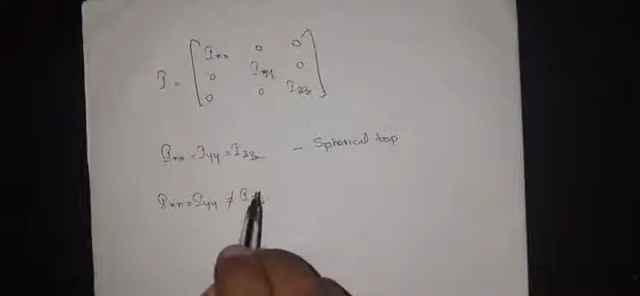 I = [ Ixx 0 0
0 Iyy 0
0 0 Izz ]
Ixx = Iyy = Izz – Spherical top
Ixx = Iyy ≠ I